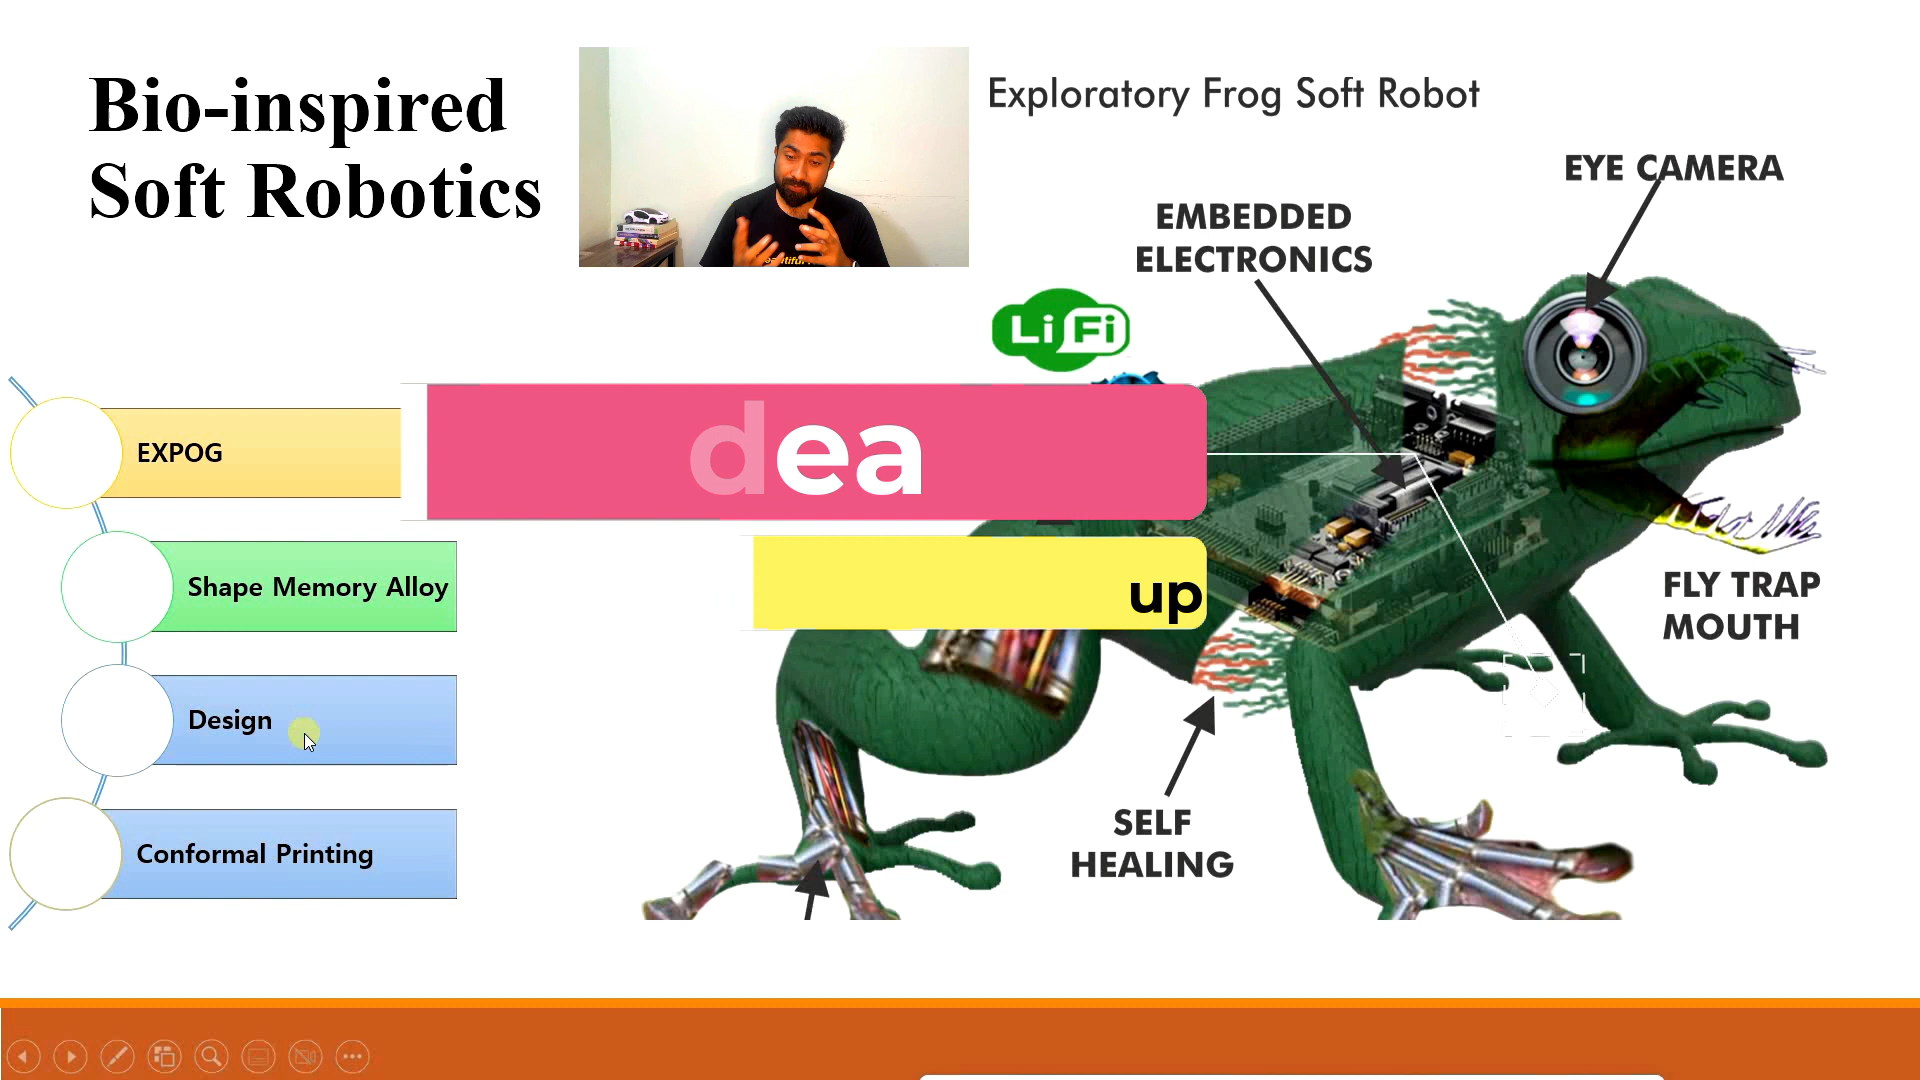 Bio-inspired
Soft Robotics
Exploratory Frog Soft Robot
EYE CAMERA
EMBEDDED
ELECTRONICS
LiFi
EXPOG
dea
Shape Memory Alloy
up
FLY TRAP
MOUTH
Design
SELF
HEALING
Conformal Printing